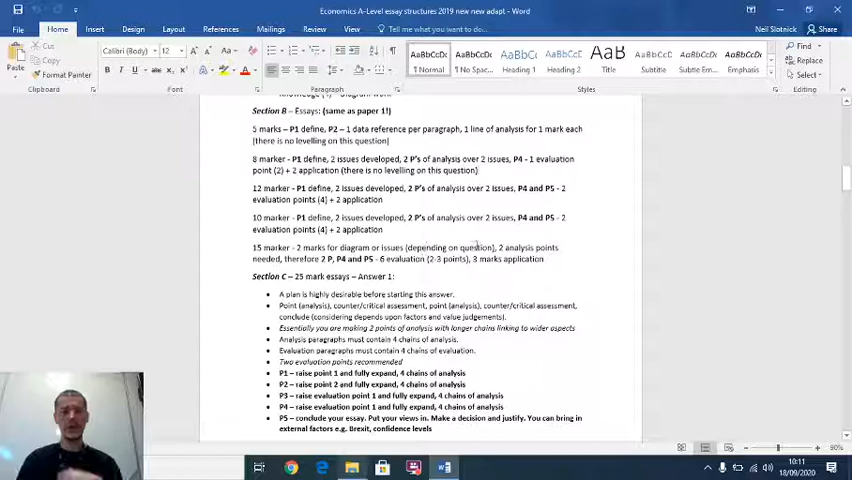 Economics A-Level essay structures 2019 new new adapt - Word
Neil Slotnick
File Home Insert Draw Design Layout References Mailings Review View Tell me what you want to do... Share
Cut
Copy
Format Painter
Paste
Clipboard
Calibri (Body) 12
Font
Paragraph
AaBbCcDc AaBbCcDc AaBbCc AaBbCcC AaB AaBbCcD AaBbCcDc AaBbCcDc
¶ Normal ¶ No Spac... Heading 1 Heading 2 Title Subtitle Subtle Em... Emphasis
Styles
Find
Replace
Select
Editing
Section B – Essays: (same as paper 1!)
5 marks – P1 define, P2 – 1 data reference per paragraph, 1 line of analysis for 1 mark each
[there is no levelling on this question]
8 marker - P1 define, 2 issues developed, 2 P's of analysis over 2 issues, P4 - 1 evaluation
point (2) + 2 application (there is no levelling on this question)
12 marker - P1 define, 2 issues developed, 2 P's of analysis over 2 issues, P4 and P5 - 2
evaluation points (4] + 2 application
10 marker - P1 define, 2 issues developed, 2 P's of analysis over 2 issues, P4 and P5 - 2
evaluation points (4] + 2 application
15 marker - 2 marks for diagram or issues (depending on question), 2 analysis points
needed, therefore 2 P, P4 and P5 - 6 evaluation (2-3 points), 3 marks application
Section C – 25 mark essays – Answer 1:
• A plan is highly desirable before starting this answer.
• Point (analysis), counter/critical assessment, point (analysis), counter/critical assessment,
conclude (considering depends upon factors and value judgements).
• Essentially you are making 2 points of analysis with longer chains linking to wider aspects
• Analysis paragraphs must contain 4 chains of analysis.
• Evaluation paragraphs must contain 4 chains of evaluation.
• Two evaluation points recommended
• P1 – raise point 1 and fully expand, 4 chains of analysis
• P2 – raise point 2 and fully expand, 4 chains of analysis
• P3 – raise evaluation point 1 and fully expand, 4 chains of analysis
• P4 – raise evaluation point 1 and fully expand, 4 chains of analysis
• P5 – conclude your essay. Put your views in. Make a decision and justify. You can bring in
external factors e.g. Brexit, confidence levels
90%
10:11
18/09/2020